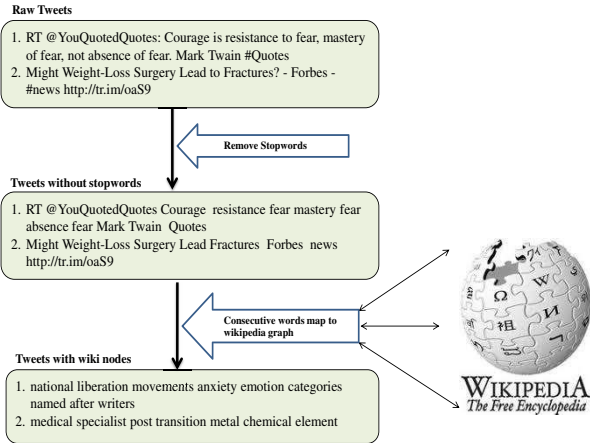 Raw Tweets
1. RT @YouQuotedQuotes: Courage is resistance to fear, mastery
of fear, not absence of fear. Mark Twain #Quotes
2. Might Weight-Loss Surgery Lead to Fractures? - Forbes -
#news http://tr.im/oaS9
Remove Stopwords
Tweets without stopwords
1. RT @YouQuotedQuotes Courage resistance fear mastery fear
absence fear Mark Twain Quotes
2. Might Weight-Loss Surgery Lead Fractures Forbes news
http://tr.im/oaS9
Consecutive words map to
wikipedia graph
Ω
W
祖
И
WIKIPEDIA
The Free Encyclopedia
Tweets with wiki nodes
1. national liberation movements anxiety emotion categories
named after writers
2. medical specialist post transition metal chemical element